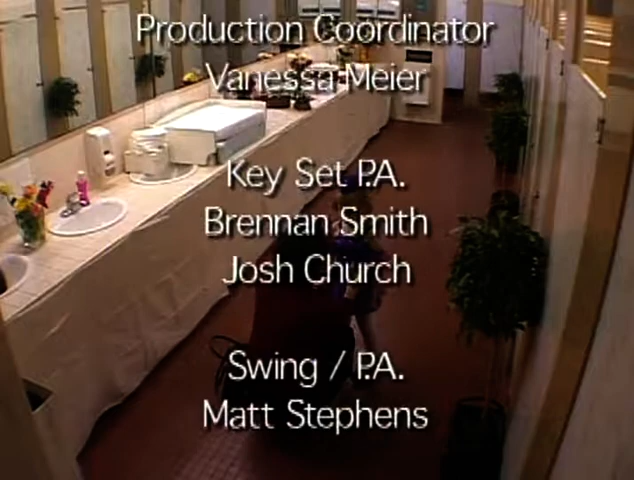 Production Coordinator
Vanessa Meier
Key Set P.A.
Brennan Smith
Josh Church
Swing / P.A.
Matt Stephens